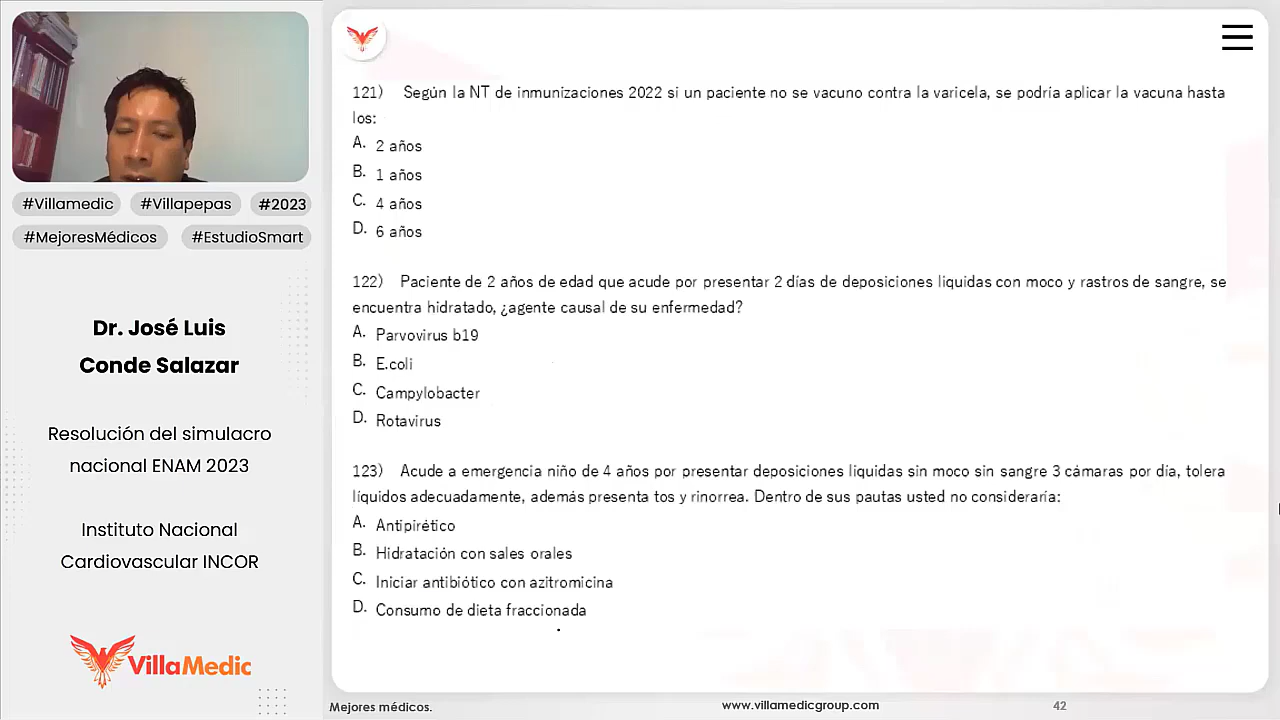 #Villamedic #Villapepas #2023
#MejoresMédicos #EstudioSmart
Dr. José Luis
Conde Salazar
Resolución del simulacro
nacional ENAM 2023
Instituto Nacional
Cardiovascular INCOR
VillaMedic
121) Según la NT de inmunizaciones 2022 si un paciente no se vacuno contra la varicela, se podría aplicar la vacuna hasta
los:
A. 2 años
B. 1 años
C. 4 años
D. 6 años
122) Paciente de 2 años de edad que acude por presentar 2 días de deposiciones liquidas con moco y rastros de sangre, se
encuentra hidratado, ¿agente causal de su enfermedad?
A. Parvovirus b19
B. E.coli
C. Campylobacter
D. Rotavirus
123) Acude a emergencia niño de 4 años por presentar deposiciones liquidas sin moco sin sangre 3 cámaras por día, tolera
líquidos adecuadamente, además presenta tos y rinorrea. Dentro de sus pautas usted no consideraría:
A. Antipirético
B. Hidratación con sales orales
C. Iniciar antibiótico con azitromicina
D. Consumo de dieta fraccionada
Mejores médicos. www.villamedicgroup.com 42